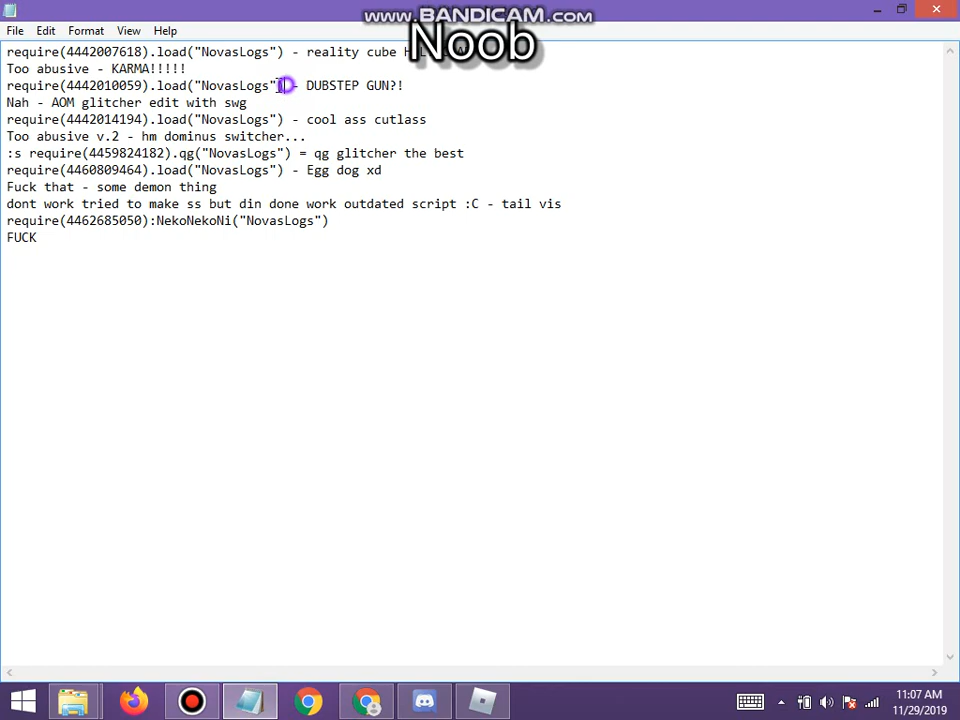 www.BANDICAM.com
Noob
File Edit Format View Help
require(4442007618).load("NovasLogs") - reality cube
Too abusive - KARMA!!!!!
require(4442010059).load("NovasLogs" - DUBSTEP GUN?!
Nah - AOM glitcher edit with swg
require(4442014194).load("NovasLogs") - cool ass cutlass
Too abusive v.2 - hm dominus switcher...
:s require(4459824182).qg("NovasLogs") = qg glitcher the best
require(4460809464).load("NovasLogs") - Egg dog xd
Fuck that - some demon thing
dont work tried to make ss but din done work outdated script :C - tail vis
require(4462685050):NekoNekoNi("NovasLogs")
FUCK
11:07 AM
11/29/2019